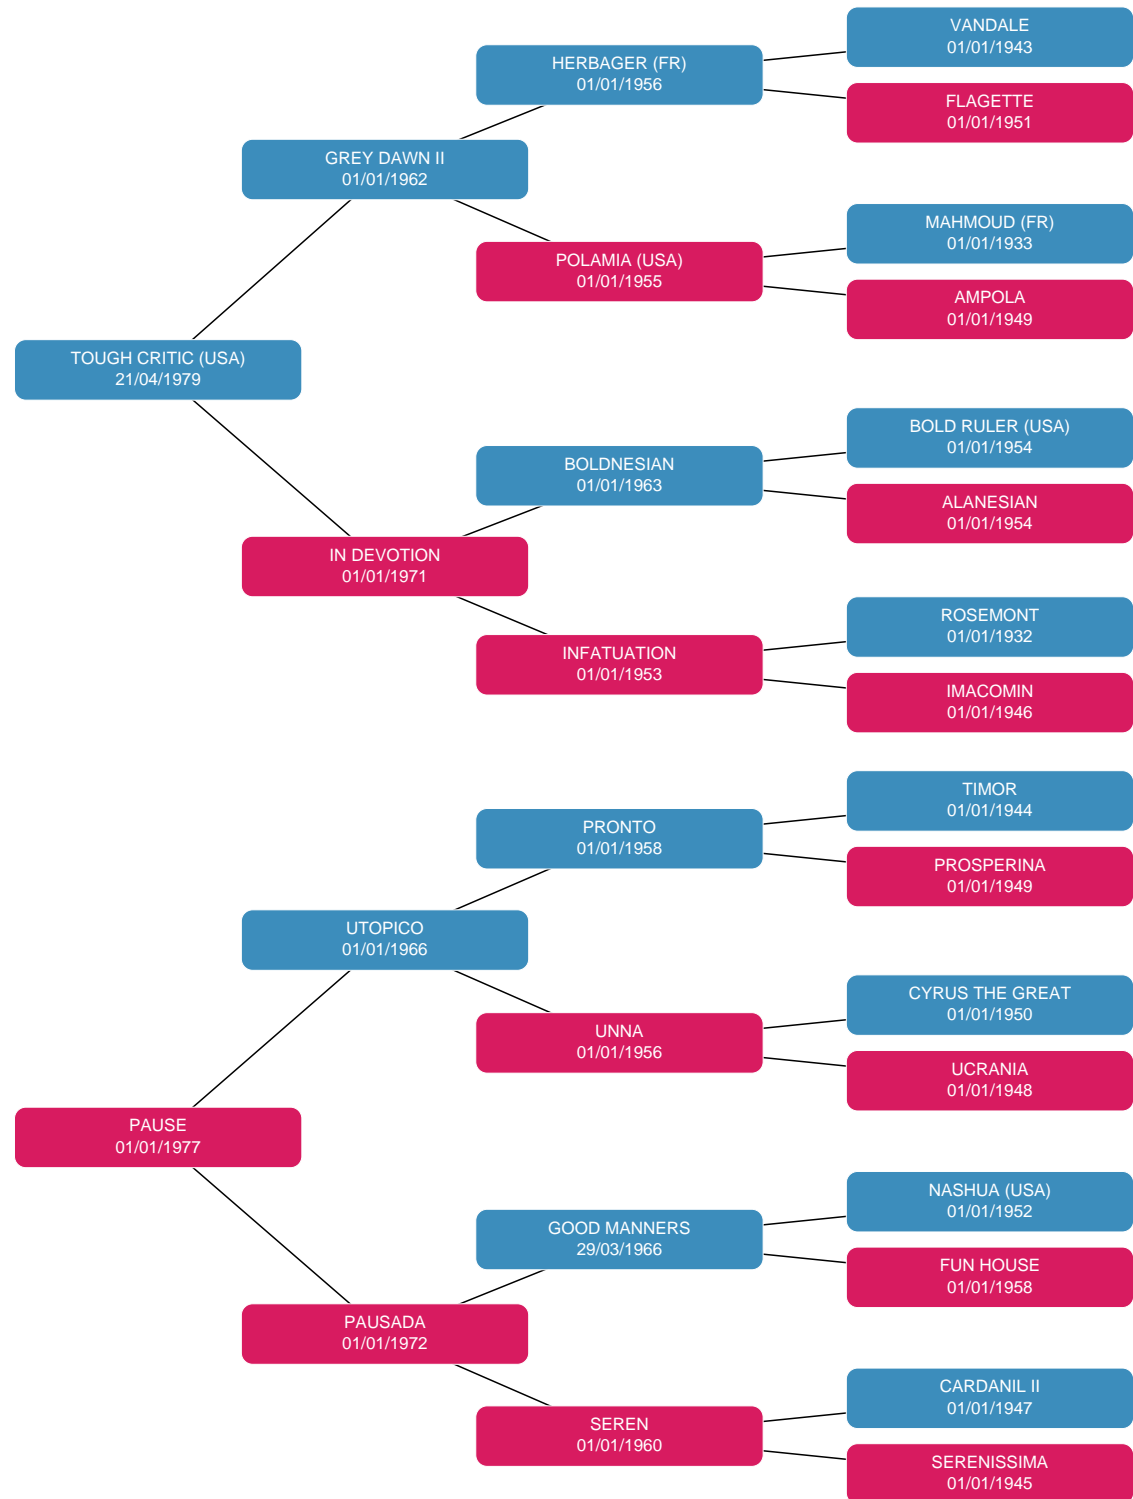 VANDALE
01/01/1943
HERBAGER (FR)
01/01/1956
FLAGETTE
01/01/1951
GREY DAWN II
01/01/1962
MAHMOUD (FR)
01/01/1933
POLAMIA (USA)
01/01/1955
AMPOLA
01/01/1949
TOUGH CRITIC (USA)
21/04/1979
BOLD RULER (USA)
01/01/1954
BOLDNESIAN
01/01/1963
ALANESIAN
01/01/1954
IN DEVOTION
01/01/1971
ROSEMONT
01/01/1932
INFATUATION
01/01/1953
IMACOMIN
01/01/1946
TIMOR
01/01/1944
PRONTO
01/01/1958
PROSPERINA
01/01/1949
UTOPICO
01/01/1966
CYRUS THE GREAT
01/01/1950
UNNA
01/01/1956
UCRANIA
01/01/1948
PAUSE
01/01/1977
NASHUA (USA)
01/01/1952
GOOD MANNERS
29/03/1966
FUN HOUSE
01/01/1958
PAUSADA
01/01/1972
CARDANIL II
01/01/1947
SEREN
01/01/1960
SERENISSIMA
01/01/1945